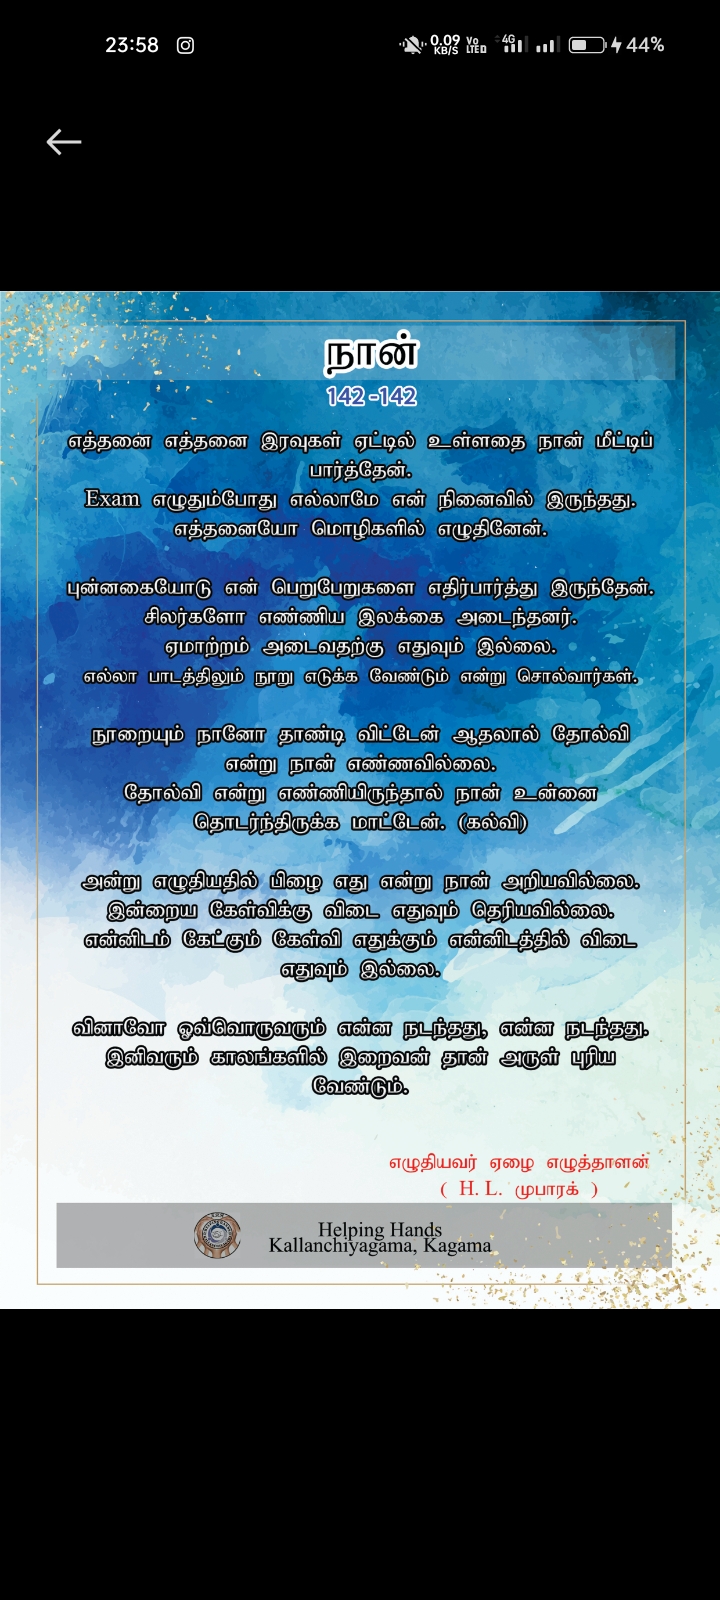 23:58
0.09 KB/S Vo LTED 4G 44%
நான்
142 -142
எத்தனை எத்தனை இரவுகள் ஏட்டில் உள்ளதை நான் மீட்டிப்
பார்த்தேன்.
Exam எழுதும்போது எல்லாமே என் நினைவில் இருந்தது.
எத்தனையோ மொழிகளில் எழுதினேன்.
புன்னகையோடு என் பெறுபேறுகளை எதிர்பார்த்து இருந்தேன்.
சிலர்களோ எண்ணிய இலக்கை அடைந்தனர்.
ஏமாற்றம் அடைவதற்கு எதுவும் இல்லை.
எல்லா பாடத்திலும் நூறு எடுக்க வேண்டும் என்று சொல்வார்கள்.
நூறையும் நானோ தாண்டி விட்டேன் ஆதலால் தோல்வி
என்று நான் எண்ணவில்லை.
தோல்வி என்று எண்ணியிருந்தால் நான் உன்னை
தொடர்ந்திருக்க மாட்டேன். (கல்வி)
அன்று எழுதியதில் பிழை எது என்று நான் அறியவில்லை.
இன்றைய கேள்விக்கு விடை எதுவும் தெரியவில்லை.
என்னிடம் கேட்கும் கேள்வி எதுக்கும் என்னிடத்தில் விடை
எதுவும் இல்லை.
வினாவோ ஒவ்வொருவரும் என்ன நடந்தது, என்ன நடந்தது.
இனிவரும் காலங்களில் இறைவன் தான் அருள் புரிய
வேண்டும்.
எழுதியவர் ஏழை எழுத்தாளன்
( H. L. முபாரக் )
Helping Hands
Kallanchiyagama, Kagama